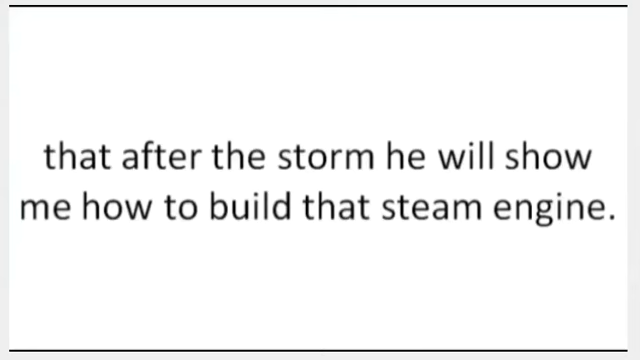 that after the storm he will show
me how to build that steam engine.